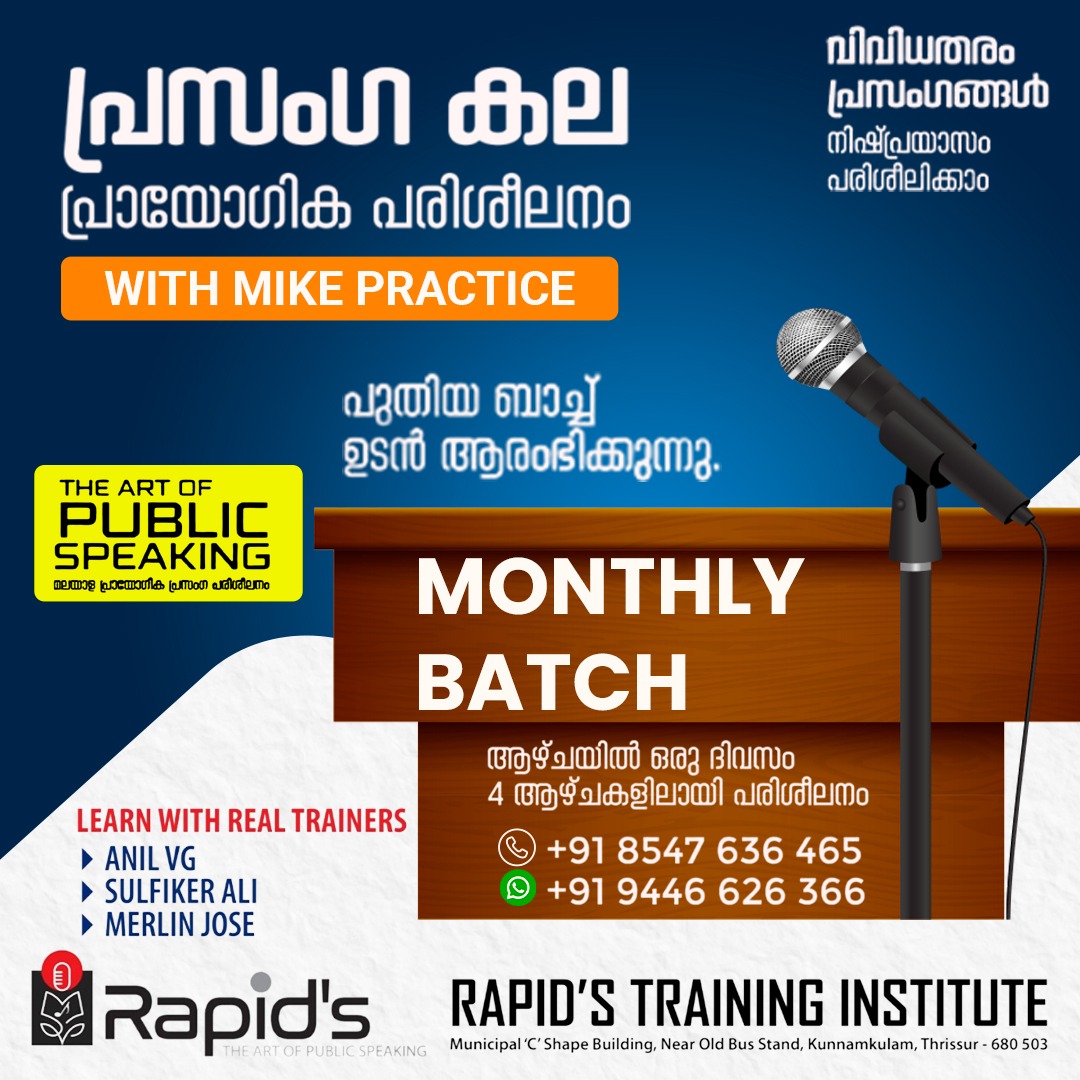 പ്രസംഗ കല
പ്രായോഗിക പരിശീലനം
WITH MIKE PRACTICE
വിവിധതരം
പ്രസംഗങ്ങൾ
നിഷ്പ്രയാസം
പരിശീലിക്കാം
പുതിയ ബാച്ച്
ഉടൻ ആരംഭിക്കുന്നു.
THE ART OF
PUBLIC
SPEAKING
മലയാള പ്രായോഗിക പ്രസംഗ പരിശീലനം
MONTHLY
BATCH
ആഴ്ചയിൽ ഒരു ദിവസം
4 ആഴ്ചകളിലായി പരിശീലനം
+91 8547 636 465
+91 9446 626 366
LEARN WITH REAL TRAINERS
ANIL VG
SULFIKER ALI
MERLIN JOSE
Rapid's
THE ART OF PUBLIC SPEAKING
RAPID'S TRAINING INSTITUTE
Municipal 'C' Shape Building, Near Old Bus Stand, Kunnamkulam, Thrissur - 680 503